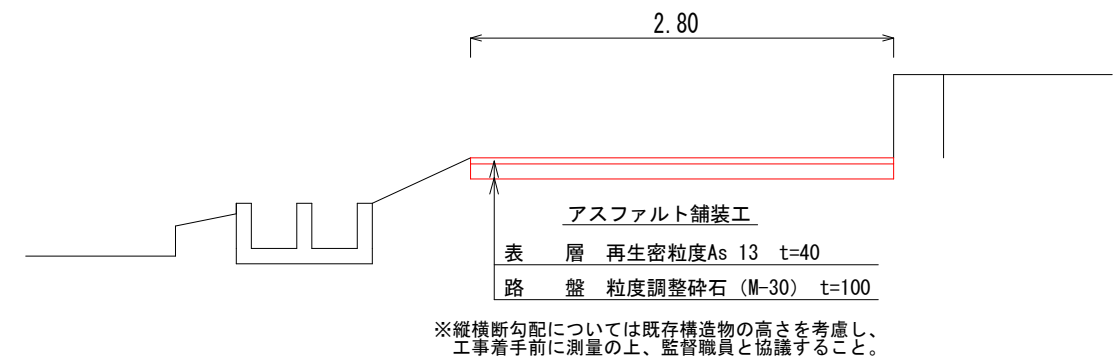 2.80
アスファルト舗装工
表　層　再生密粒度As 13　t=40
路　盤　粒度調整砕石（M-30）　t=100
※縦横断勾配については既存構造物の高さを考慮し、
工事着手前に測量の上、監督職員と協議すること。